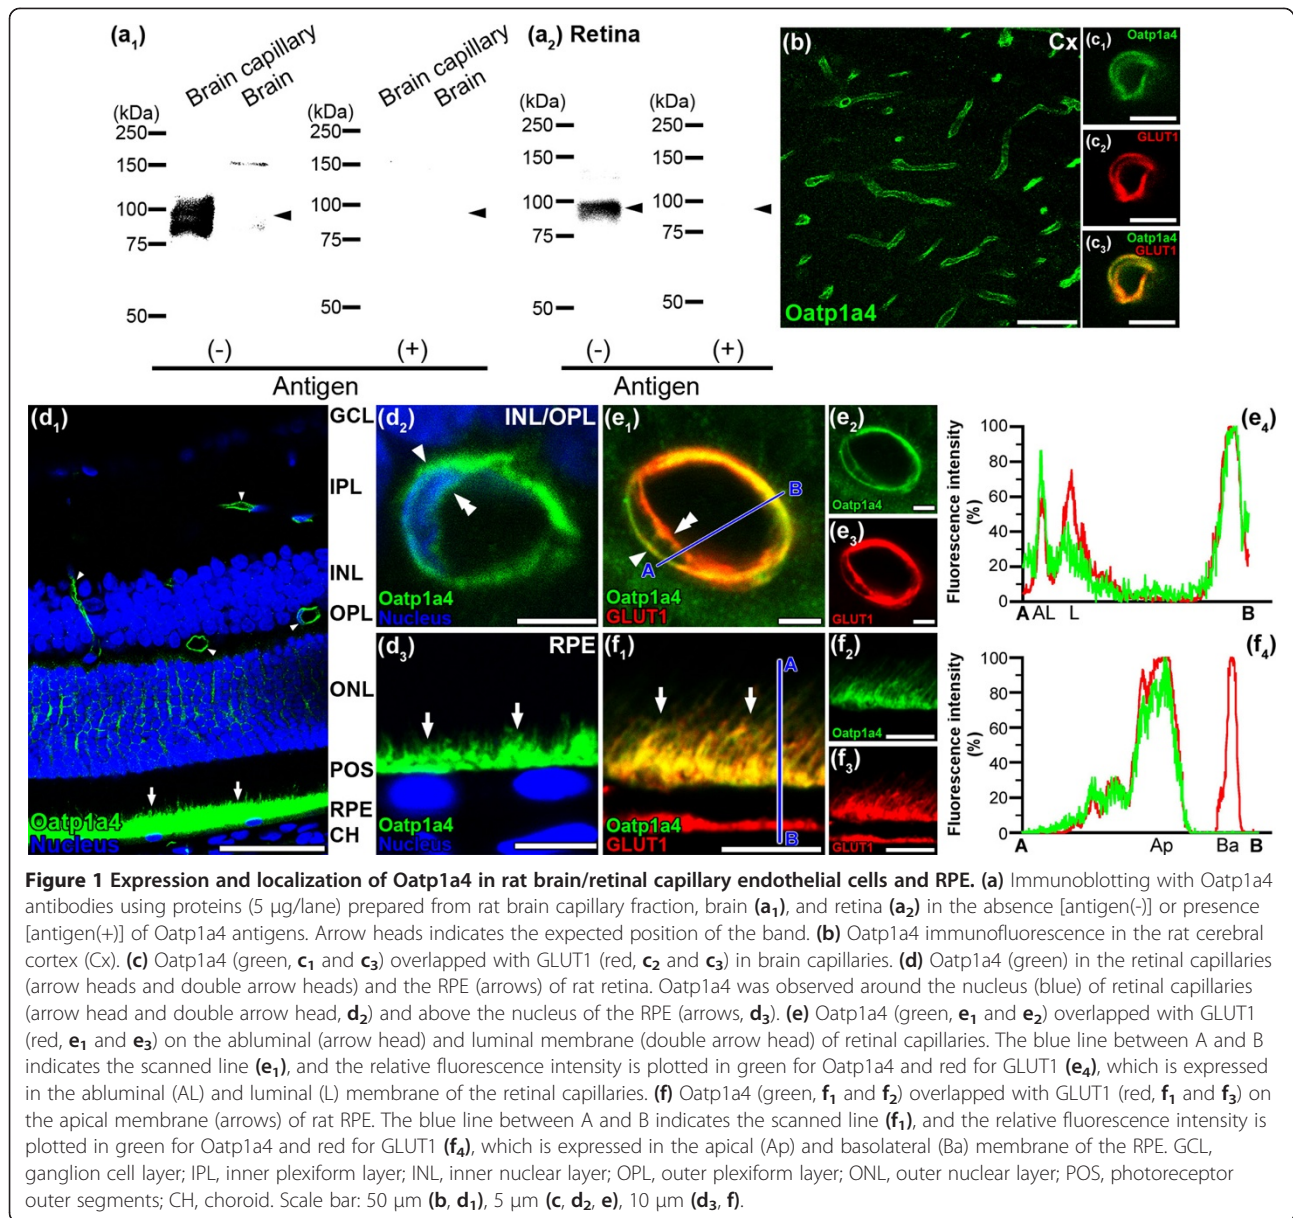 (a1)
Brain capillary
Brain
Brain capillary
Brain
(kDa)
250
150
100
75
50
(kDa)
250
150
100
75
50
(-)
(+)
Antigen
(a2) Retina
(kDa)
250
150
100
75
50
(kDa)
250
150
100
75
50
(-)
(+)
Antigen
(b)
Cx
Oatp1a4
(c1)
Oatp1a4
(c2)
GLUT1
(c3)
Oatp1a4
GLUT1
(d1)
Oatp1a4
Nucleus
GCL
IPL
INL
OPL
ONL
POS
RPE
CH
(d2)
INL/OPL
Oatp1a4
Nucleus
(e1)
A
B
Oatp1a4
GLUT1
(e2)
Oatp1a4
(e3)
GLUT1
(e4)
Fluorescence intensity
(%)
100
80
60
40
20
0
A AL L B
(d3)
RPE
Oatp1a4
Nucleus
(f1)
A
B
Oatp1a4
GLUT1
(f2)
Oatp1a4
(f3)
GLUT1
(f4)
Fluorescence intensity
(%)
100
80
60
40
20
0
A Ap Ba B
Figure 1 Expression and localization of Oatp1a4 in rat brain/retinal capillary endothelial cells and RPE. (a) Immunoblotting with Oatp1a4
antibodies using proteins (5 μg/lane) prepared from rat brain capillary fraction, brain (a1), and retina (a2) in the absence [antigen(-)] or presence
[antigen(+)] of Oatp1a4 antigens. Arrow heads indicates the expected position of the band. (b) Oatp1a4 immunofluorescence in the rat cerebral
cortex (Cx). (c) Oatp1a4 (green, c1 and c3) overlapped with GLUT1 (red, c2 and c3) in brain capillaries. (d) Oatp1a4 (green) in the retinal capillaries
(arrow heads and double arrow heads) and the RPE (arrows) of rat retina. Oatp1a4 was observed around the nucleus (blue) of retinal capillaries
(arrow head and double arrow head, d2) and above the nucleus of the RPE (arrows, d3). (e) Oatp1a4 (green, e1 and e2) overlapped with GLUT1
(red, e1 and e3) on the abluminal (arrow head) and luminal membrane (double arrow head) of retinal capillaries. The blue line between A and B
indicates the scanned line (e1), and the relative fluorescence intensity is plotted in green for Oatp1a4 and red for GLUT1 (e4), which is expressed
in the abluminal (AL) and luminal (L) membrane of the retinal capillaries. (f) Oatp1a4 (green, f1 and f2) overlapped with GLUT1 (red, f1 and f3) on
the apical membrane (arrows) of rat RPE. The blue line between A and B indicates the scanned line (f1), and the relative fluorescence intensity is
plotted in green for Oatp1a4 and red for GLUT1 (f4), which is expressed in the apical (Ap) and basolateral (Ba) membrane of the RPE. GCL,
ganglion cell layer; IPL, inner plexiform layer; INL, inner nuclear layer; OPL, outer plexiform layer; ONL, outer nuclear layer; POS, photoreceptor
outer segments; CH, choroid. Scale bar: 50 μm (b, d1), 5 μm (c, d2, e), 10 μm (d3, f).